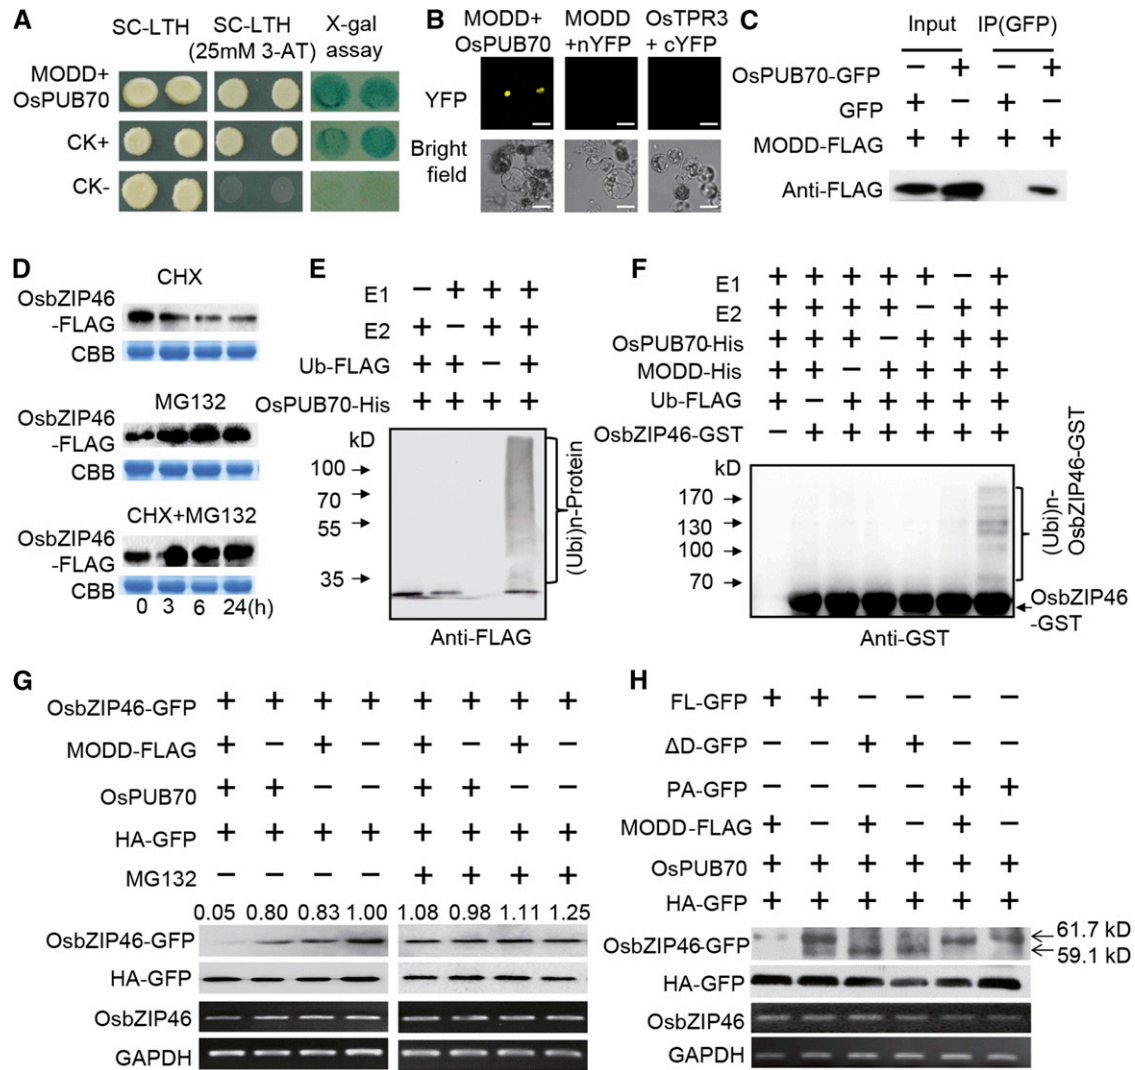 A
SC-LTH SC-LTH (25mM 3-AT) X-gal assay
MODD+ OsPUB70
CK+
CK-
B
MODD+ OsPUB70 MODD +nYFP OsTPR3 + cYFP
YFP
Bright field
C
Input IP(GFP)
OsPUB70-GFP − + − +
GFP + − + −
MODD-FLAG + + + +
Anti-FLAG
D
CHX
OsbZIP46 -FLAG
CBB
MG132
OsbZIP46 -FLAG
CBB
CHX+MG132
OsbZIP46 -FLAG
CBB
0 3 6 24(h)
E
E1 − + + +
E2 + − + +
Ub-FLAG + + − +
OsPUB70-His + + + +
kD
100
70
55
35
(Ubi)n-Protein
Anti-FLAG
F
E1 + + + + + − +
E2 + + + + − + +
OsPUB70-His + + + − + + +
MODD-His + + − + + + +
Ub-FLAG + − + + + + +
OsbZIP46-GST − + + + + + +
kD
170
130
100
70
(Ubi)n- OsbZIP46-GST
OsbZIP46 -GST
Anti-GST
G
OsbZIP46-GFP + + + + + + + +
MODD-FLAG + − + − + − + −
OsPUB70 + + − − + + − −
HA-GFP + + + + + + + +
MG132 − − − − + + + +
0.05 0.80 0.83 1.00 1.08 0.98 1.11 1.25
OsbZIP46-GFP
HA-GFP
OsbZIP46
GAPDH
H
FL-GFP + + − − − −
ΔD-GFP − − + + − −
PA-GFP − − − − + +
MODD-FLAG + − + − + −
OsPUB70 + + + + + +
HA-GFP + + + + + +
OsbZIP46-GFP
61.7 kD
59.1 kD
HA-GFP
OsbZIP46
GAPDH